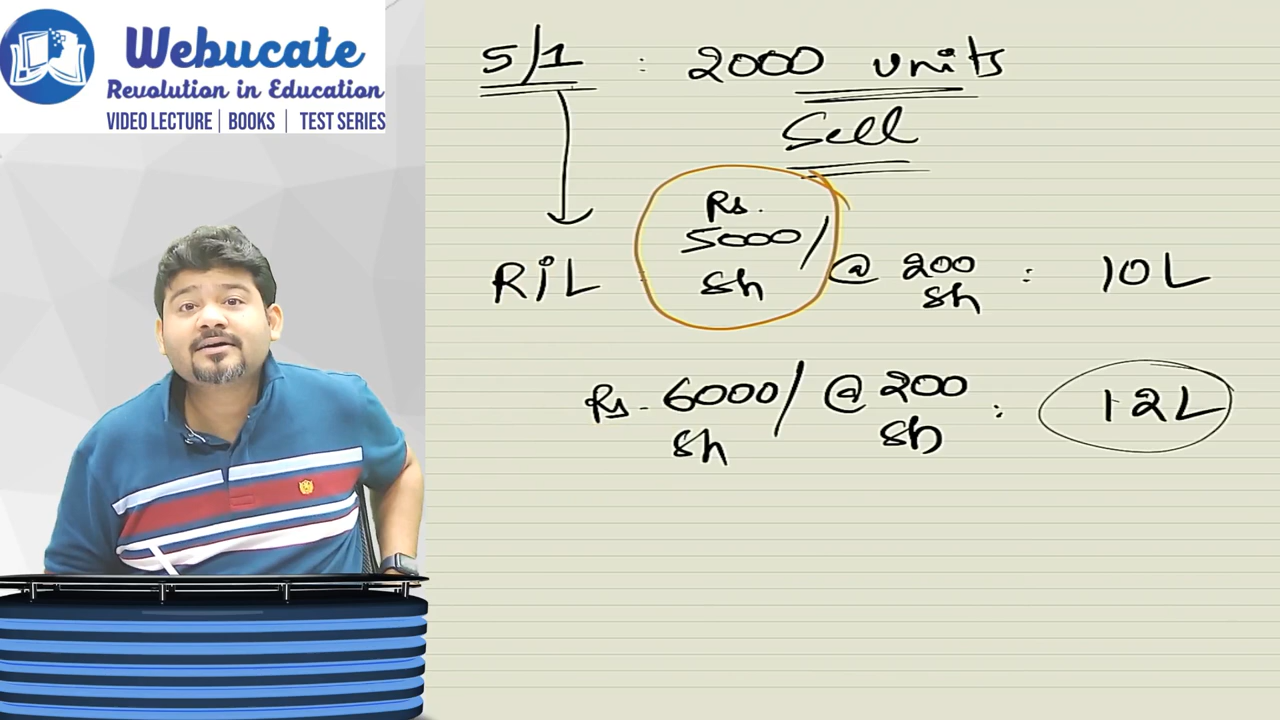 Webucate
Revolution in Education
VIDEO LECTURE | BOOKS | TEST SERIES
5/1 : 2000 units
Sell
RIL : Rs. 5000/sh @ 200 sh : 10L
Rs. 6000/sh @ 200 sh : 12L